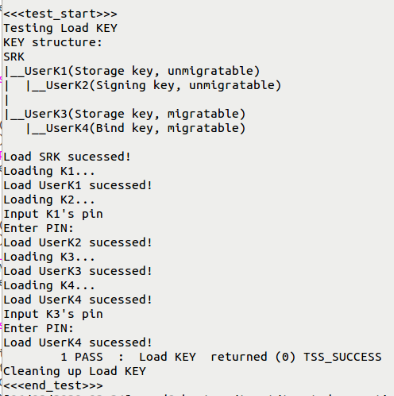 <<<test_start>>>
Testing Load KEY
KEY structure:
SRK
|__UserK1(Storage key, unmigratable)
|  |__UserK2(Signing key, unmigratable)
|
|__UserK3(Storage key, migratable)
   |__UserK4(Bind key, migratable)

Load SRK sucessed!
Loading K1...
Load UserK1 sucessed!
Loading K2...
Input K1's pin
Enter PIN:
Load UserK2 sucessed!
Loading K3...
Load UserK3 sucessed!
Loading K4...
Load UserK4 sucessed!
Input K3's pin
Enter PIN:
Load UserK4 sucessed!
        1 PASS  :  Load KEY  returned (0) TSS_SUCCESS
Cleaning up Load KEY
<<<end_test>>>